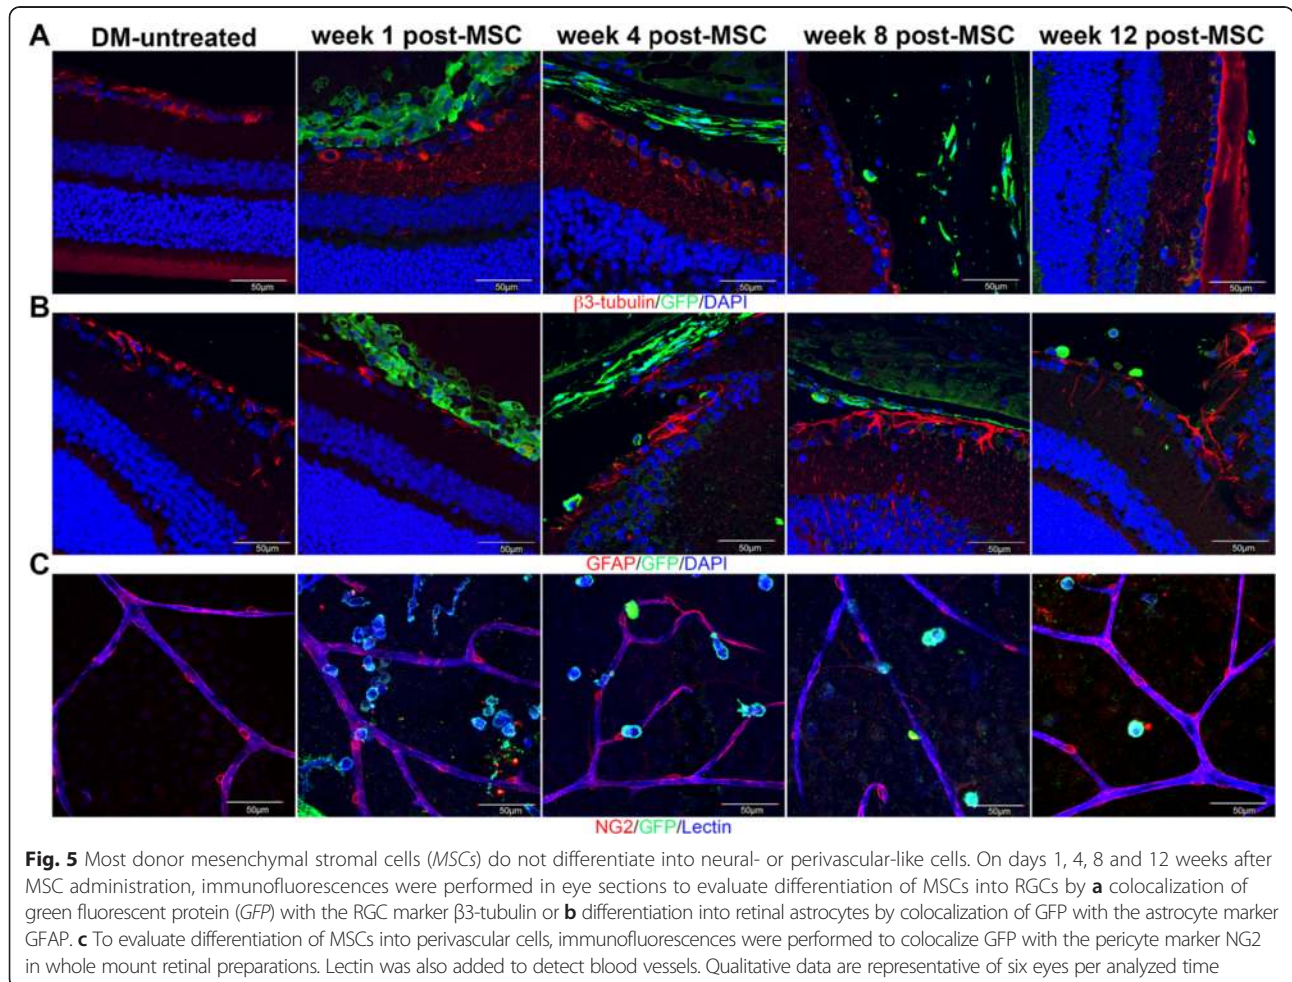 A
DM-untreated week 1 post-MSC week 4 post-MSC week 8 post-MSC week 12 post-MSC
50μm 50μm 50μm 50μm 50μm
β3-tubulin/GFP/DAPI
B
50μm 50μm 50μm 50μm 50μm
GFAP/GFP/DAPI
C
50μm 50μm 50μm 50μm 50μm
NG2/GFP/Lectin
Fig. 5 Most donor mesenchymal stromal cells (MSCs) do not differentiate into neural- or perivascular-like cells. On days 1, 4, 8 and 12 weeks after
MSC administration, immunofluorescences were performed in eye sections to evaluate differentiation of MSCs into RGCs by a colocalization of
green fluorescent protein (GFP) with the RGC marker β3-tubulin or b differentiation into retinal astrocytes by colocalization of GFP with the astrocyte marker
GFAP. c To evaluate differentiation of MSCs into perivascular cells, immunofluorescences were performed to colocalize GFP with the pericyte marker NG2
in whole mount retinal preparations. Lectin was also added to detect blood vessels. Qualitative data are representative of six eyes per analyzed time